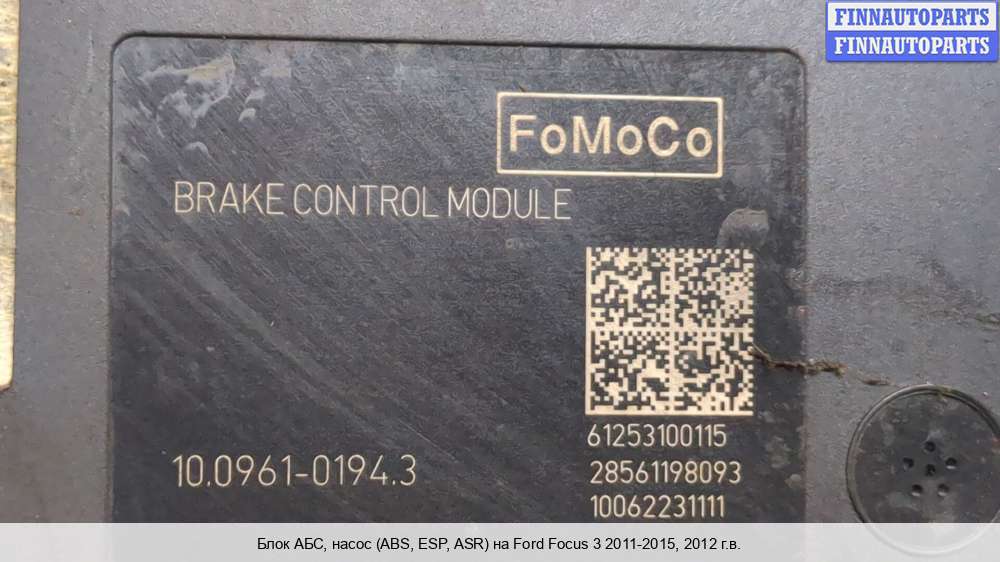 FINNAUTOPARTS
FINNAUTOPARTS
FoMoCo
BRAKE CONTROL MODULE
61253100115
10.0961-0194.3
28561198093
10062231111
Блок АБС, насос (ABS, ESP, ASR) на Ford Focus 3 2011-2015, 2012 г.в.